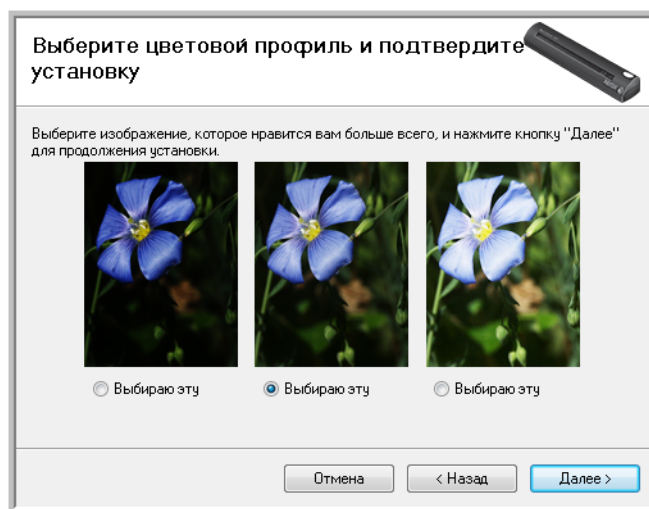 Выберите цветовой профиль и подтвердите
установку
Выберите изображение, которое нравится вам больше всего, и нажмите кнопку "Далее"
для продолжения установки.
Выбираю эту Выбираю эту Выбираю эту
Отмена < Назад Далее >